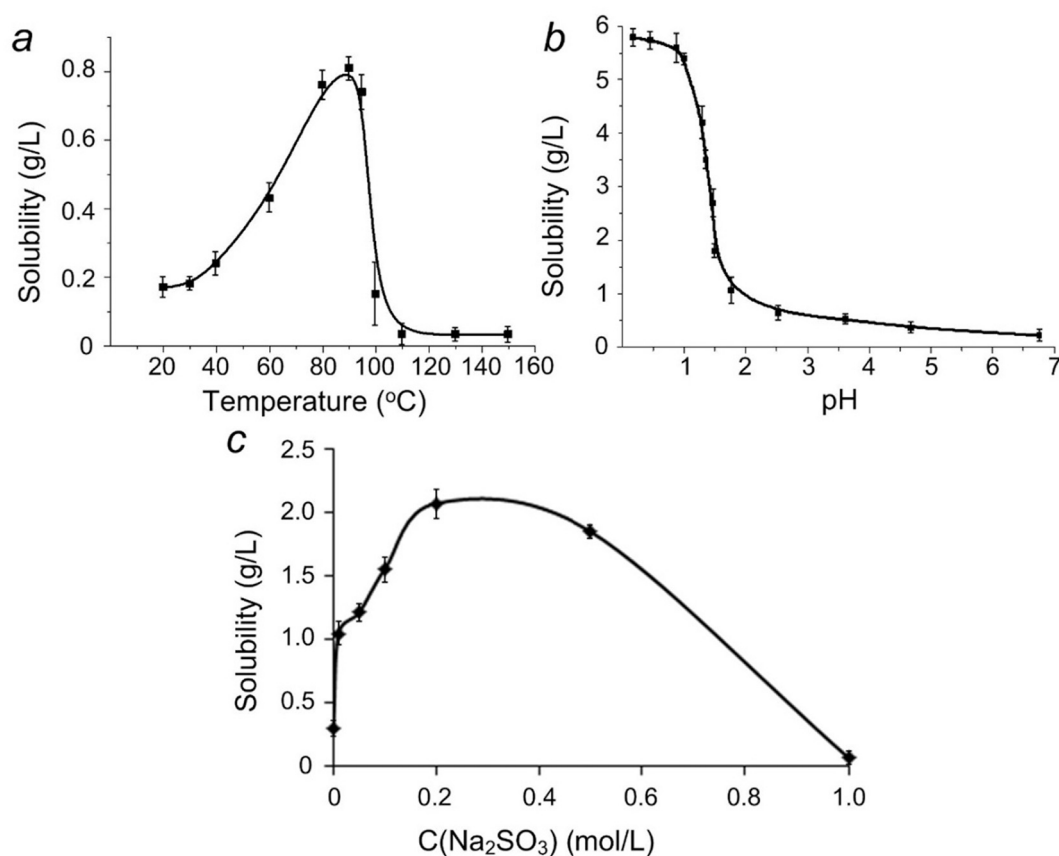 a
0.8
0.6
0.4
0.2
0
Solubility (g/L)
20 40 60 80 100 120 140 160
Temperature (°C)
b
6
5
4
3
2
1
0
Solubility (g/L)
1 2 3 4 5 6 7
pH
c
2.5
2.0
1.5
1.0
0.5
0
Solubility (g/L)
0 0.2 0.4 0.6 0.8 1.0
C(Na₂SO₃) (mol/L)